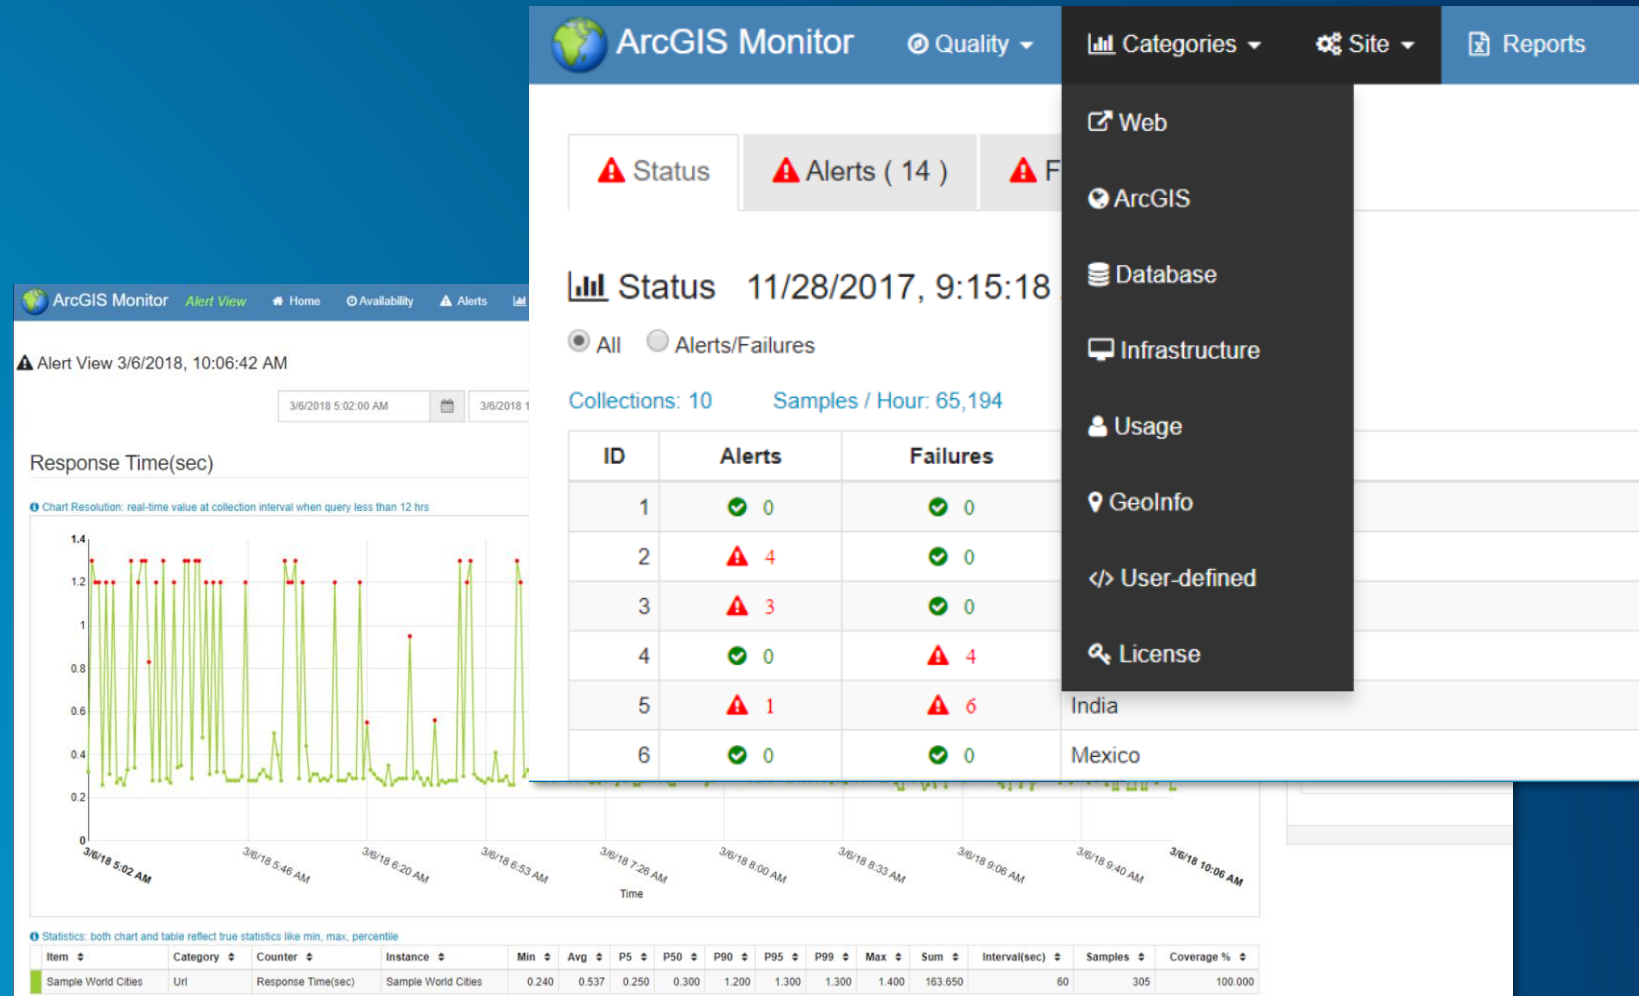 ArcGIS Monitor Quality Categories Site Reports
Web
ArcGIS
Database
Infrastructure
Usage
GeoInfo
</> User-defined
License
Status Alerts ( 14 ) F
Status 11/28/2017, 9:15:18
All Alerts/Failures
Collections: 10 Samples / Hour: 65,194
ID Alerts Failures
1 0 0
2 4 0
3 3 0
4 0 4
5 1 6 India
6 0 0 Mexico
ArcGIS Monitor Alert View Home Availability Alerts
Alert View 3/6/2018, 10:06:42 AM
3/6/2018 5:02:00 AM 3/6/2018 1
Response Time(sec)
Chart Resolution: real-time value at collection interval when query less than 12 hrs
1.4
1.2
1
0.8
0.6
0.4
0.2
0
3/6/18 5:02 AM 3/6/18 5:46 AM 3/6/18 6:20 AM 3/6/18 6:53 AM 3/6/18 7:26 AM 3/6/18 8:00 AM 3/6/18 8:33 AM 3/6/18 9:06 AM 3/6/18 9:40 AM 3/6/18 10:06 AM
Time
Statistics: both chart and table reflect true statistics like min, max, percentile
Item Category Counter Instance Min Avg P5 P50 P90 P95 P99 Max Sum Interval(sec) Samples Coverage %
Sample World Cities Url Response Time(sec) Sample World Cities 0.240 0.537 0.250 0.300 1.200 1.300 1.300 1.400 163.650 60 305 100.000